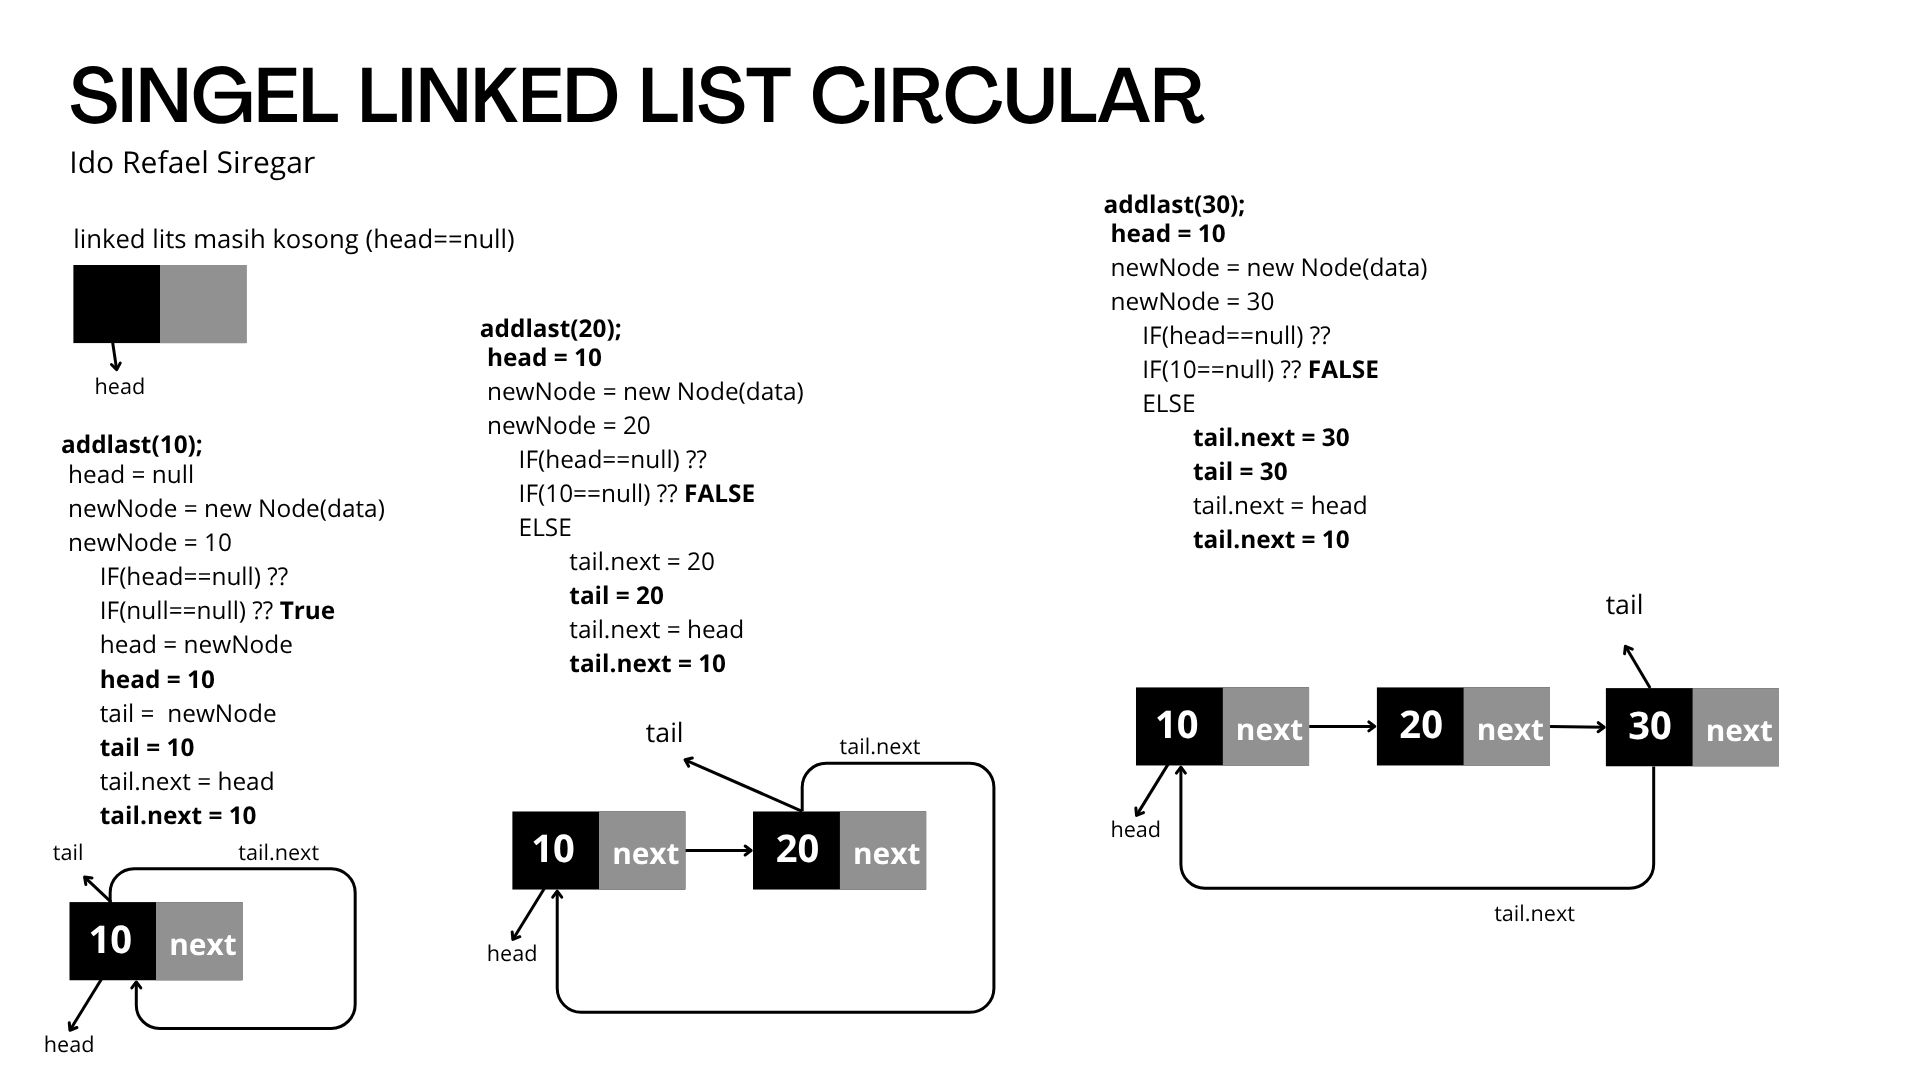 SINGEL LINKED LIST CIRCULAR
Ido Refael Siregar
linked lits masih kosong (head==null)
head
addlast(10);
head = null
newNode = new Node(data)
newNode = 10
IF(head==null) ??
IF(null==null) ?? True
head = newNode
head = 10
tail =  newNode
tail = 10
tail.next = head
tail.next = 10
tail
tail.next
10
next
head
addlast(20);
head = 10
newNode = new Node(data)
newNode = 20
IF(head==null) ??
IF(10==null) ?? FALSE
ELSE
tail.next = 20
tail = 20
tail.next = head
tail.next = 10
tail
tail.next
10
next
20
next
head
addlast(30);
head = 10
newNode = new Node(data)
newNode = 30
IF(head==null) ??
IF(10==null) ?? FALSE
ELSE
tail.next = 30
tail = 30
tail.next = head
tail.next = 10
tail
10
next
20
next
30
next
head
tail.next